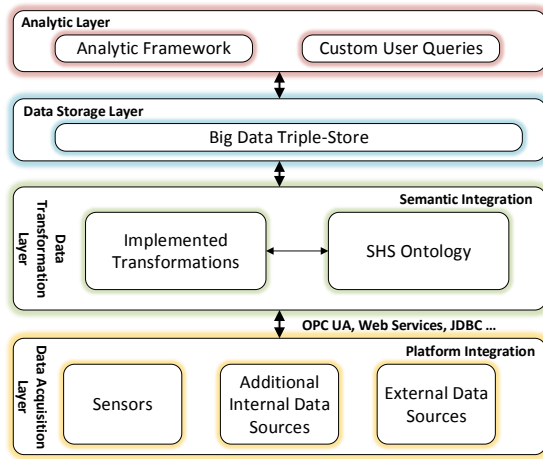 Analytic Layer
Analytic Framework
Custom User Queries
Data Storage Layer
Big Data Triple-Store
Data
Transformation
Layer
Semantic Integration
Implemented
Transformations
SHS Ontology
OPC UA, Web Services, JDBC ...
Data Acquisition
Layer
Platform Integration
Sensors
Additional
Internal Data
Sources
External Data
Sources